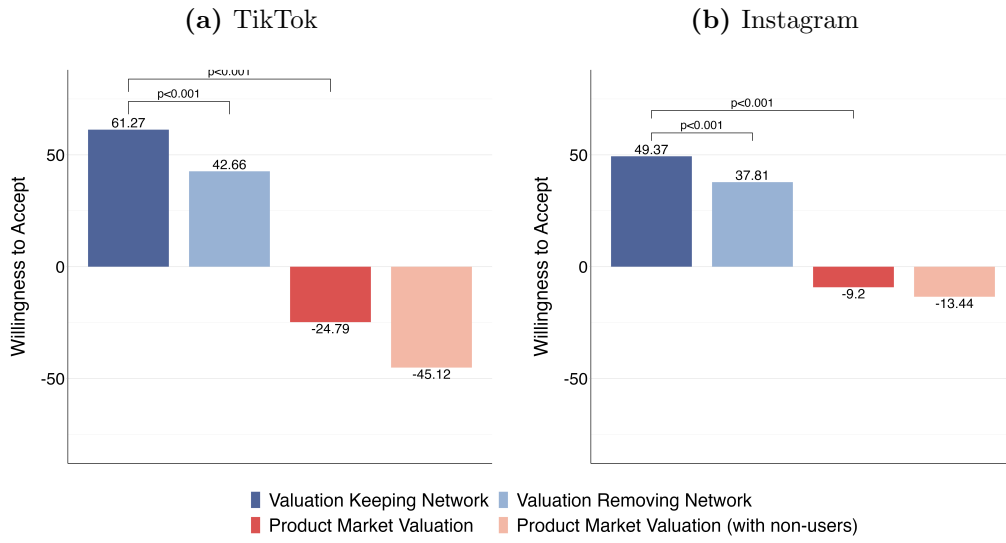 (a) TikTok
(b) Instagram
Willingness to Accept
50
0
-50
p<0.001
p<0.001
61.27
42.66
-24.79
-45.12
Willingness to Accept
50
0
-50
p<0.001
p<0.001
49.37
37.81
-9.2
-13.44
Valuation Keeping Network
Valuation Removing Network
Product Market Valuation
Product Market Valuation (with non-users)